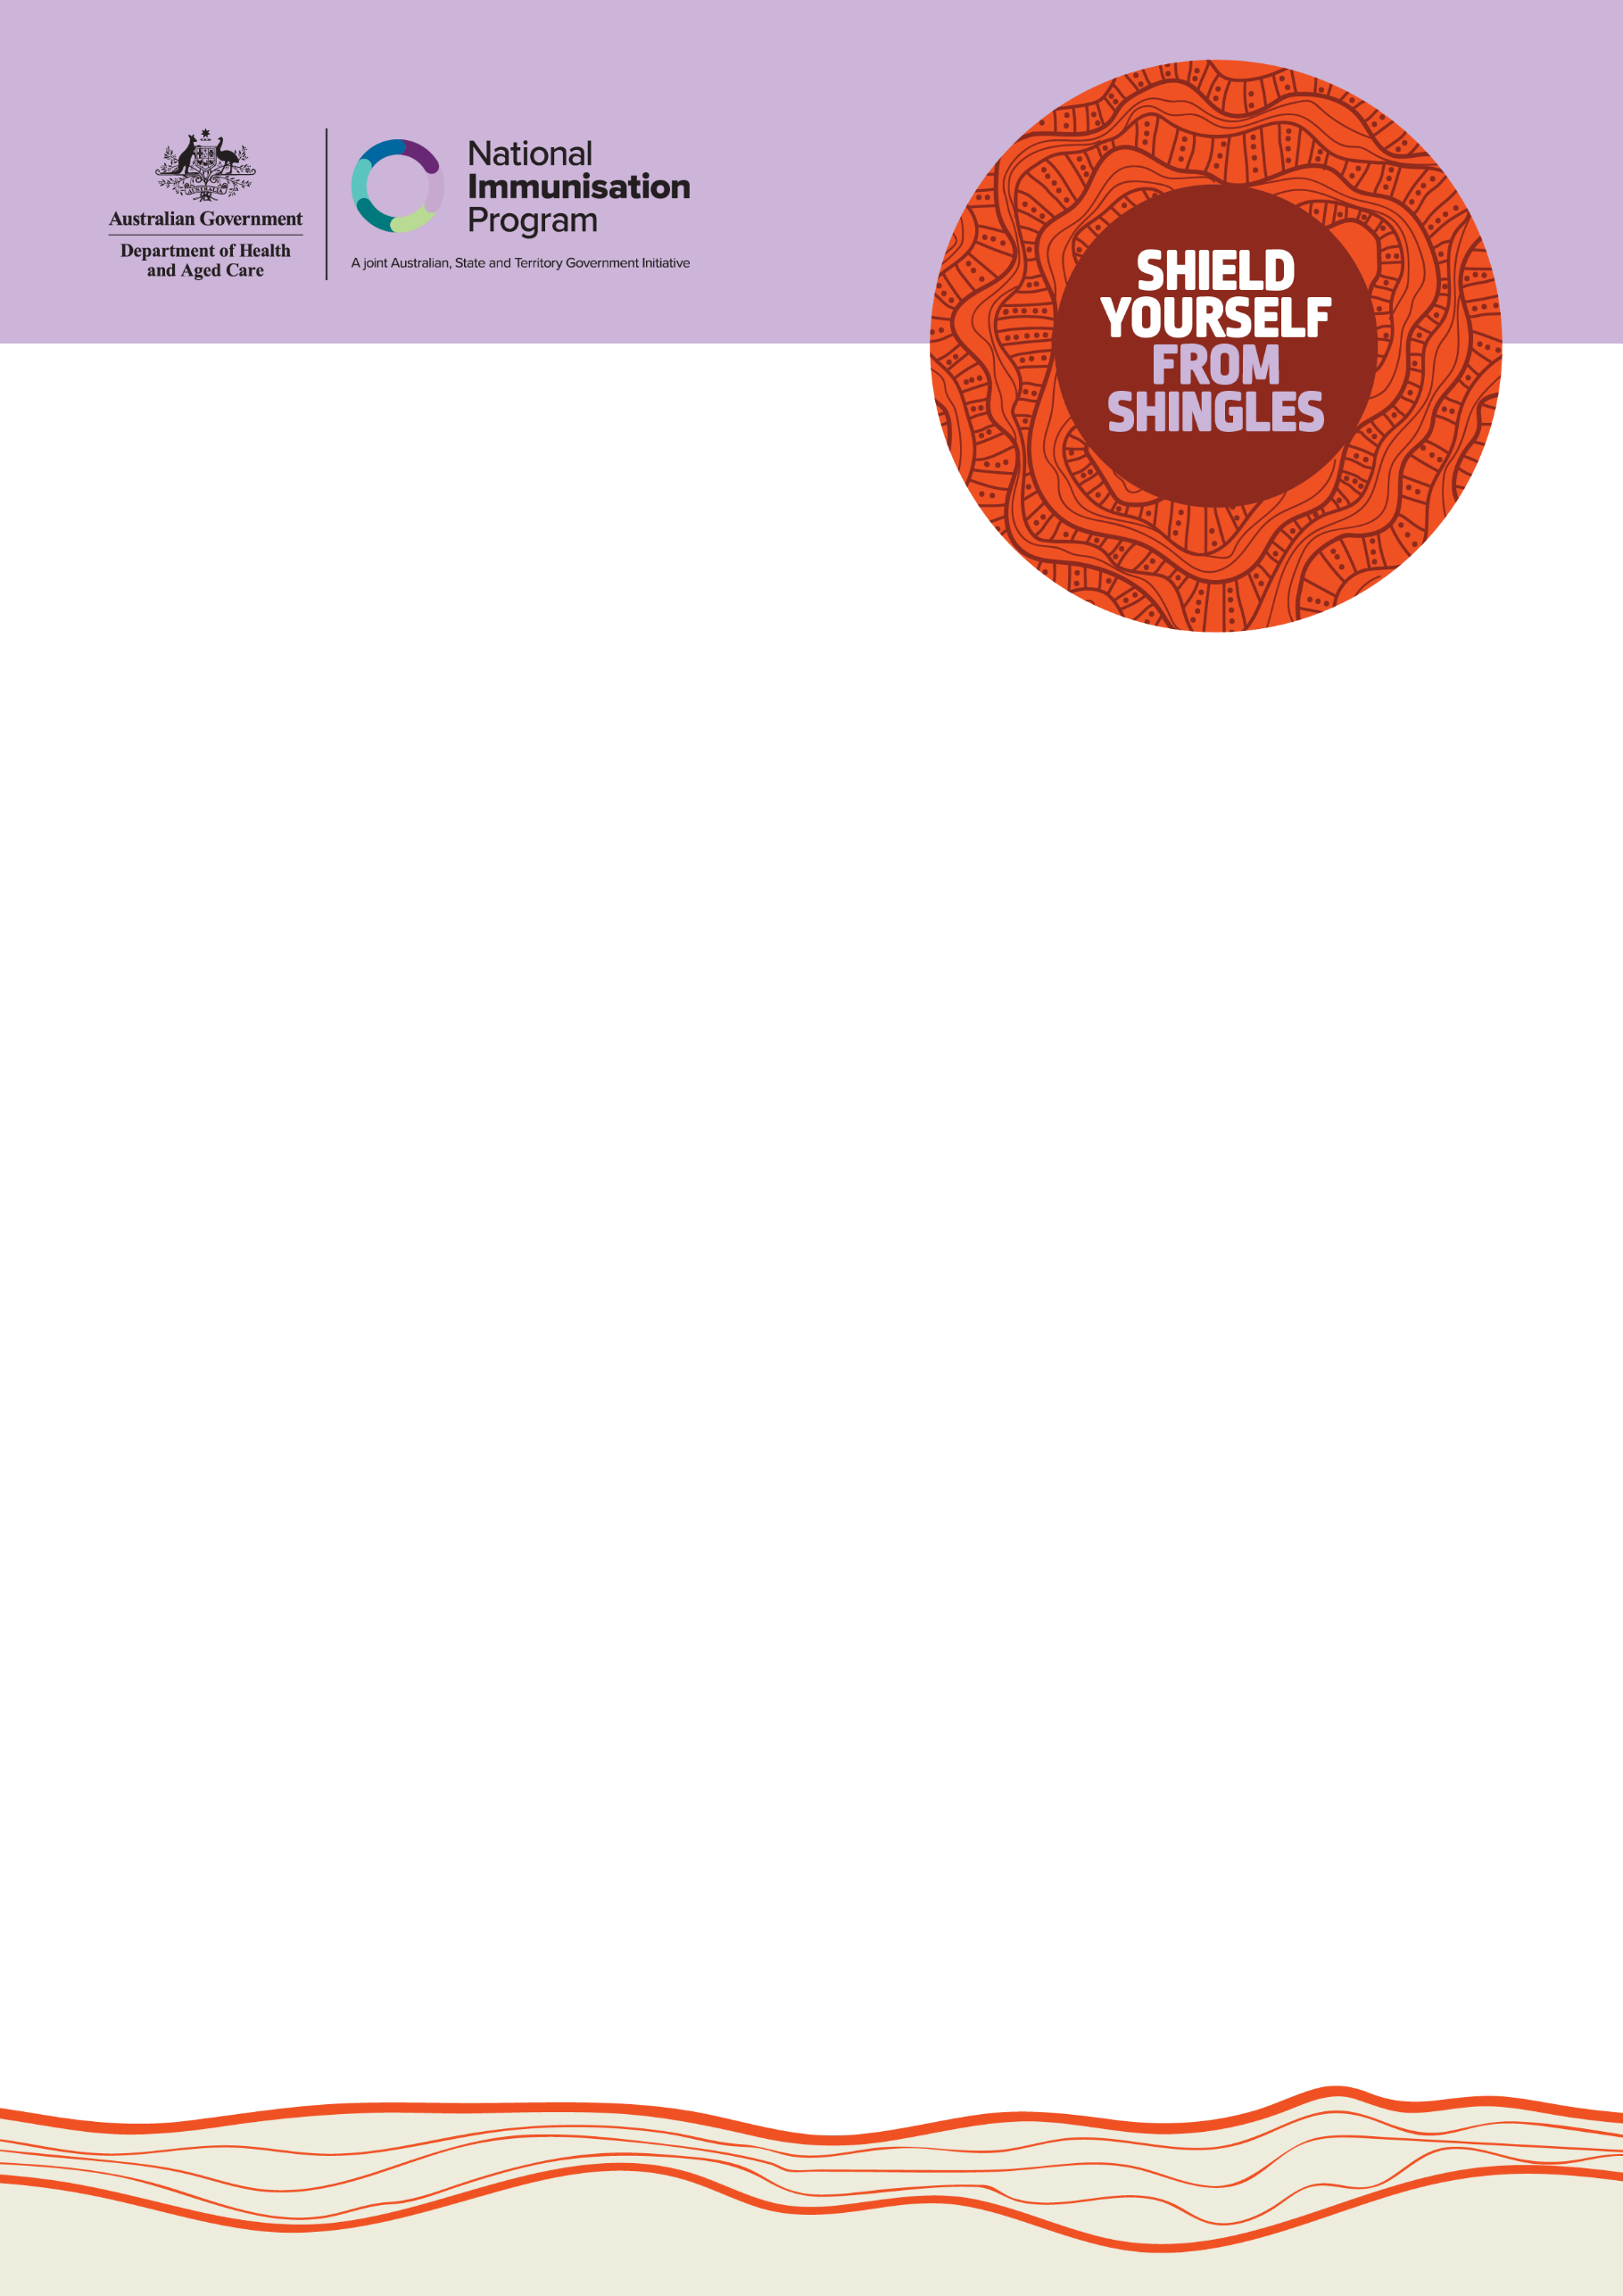 Australian Government
Department of Health
and Aged Care
National
Immunisation
Program
A joint Australian, State and Territory Government Initiative
SHIELD
YOURSELF
FROM
SHINGLES